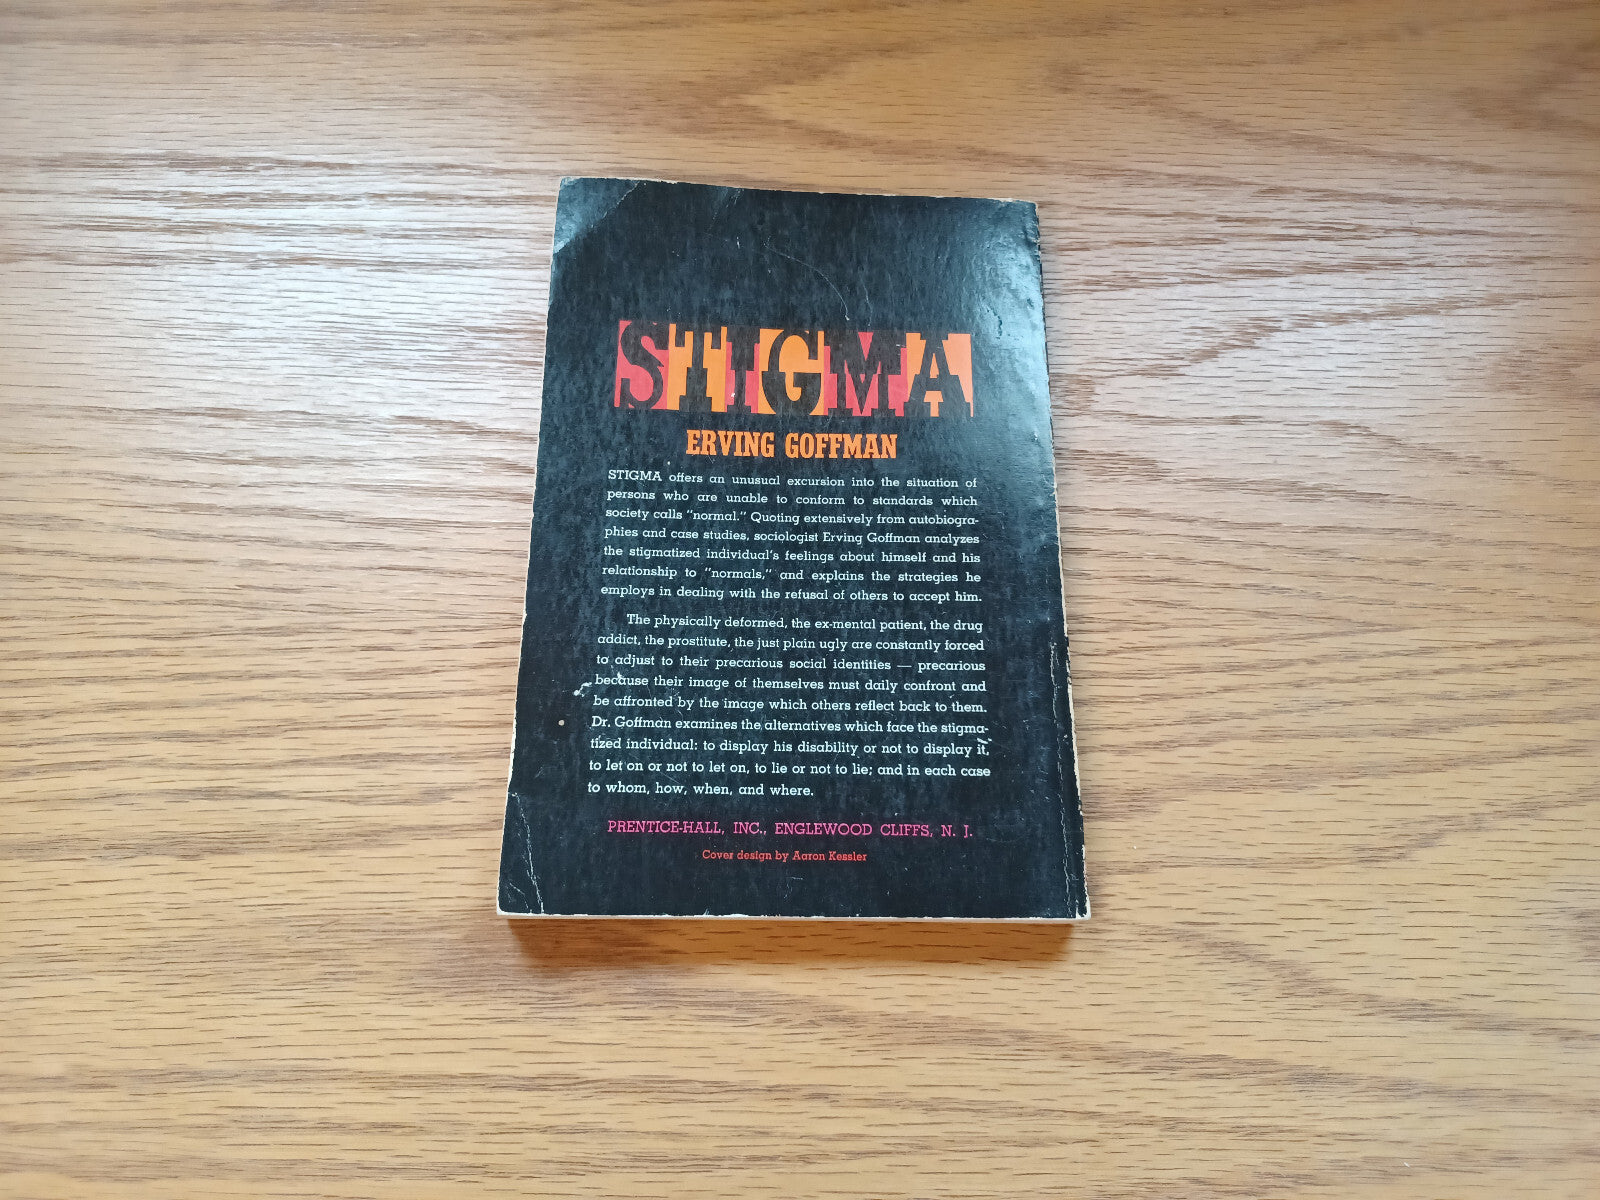 STIGMA
ERVING GOFFMAN
STIGMA offers an unusual excursion into the situation of
persons who are unable to conform to standards which
society calls "normal." Quoting extensively from autobiogra-
phies and case studies, sociologist Erving Goffman analyzes
the stigmatized individual's feelings about himself and his
relationship to "normals," and explains the strategies he
employs in dealing with the refusal of others to accept him.
The physically deformed, the ex-mental patient, the drug
addict, the prostitute, the just plain ugly are constantly forced
to adjust to their precarious social identities — precarious
because their image of themselves must daily confront and
be affronted by the image which others reflect back to them.
Dr. Goffman examines the alternatives which face the stigma-
tized individual: to display his disability or not to display it,
to let on or not to let on, to lie or not to lie; and in each case
to whom, how, when, and where.
PRENTICE-HALL, INC., ENGLEWOOD CLIFFS, N. J.
Cover design by Aaron Kessler